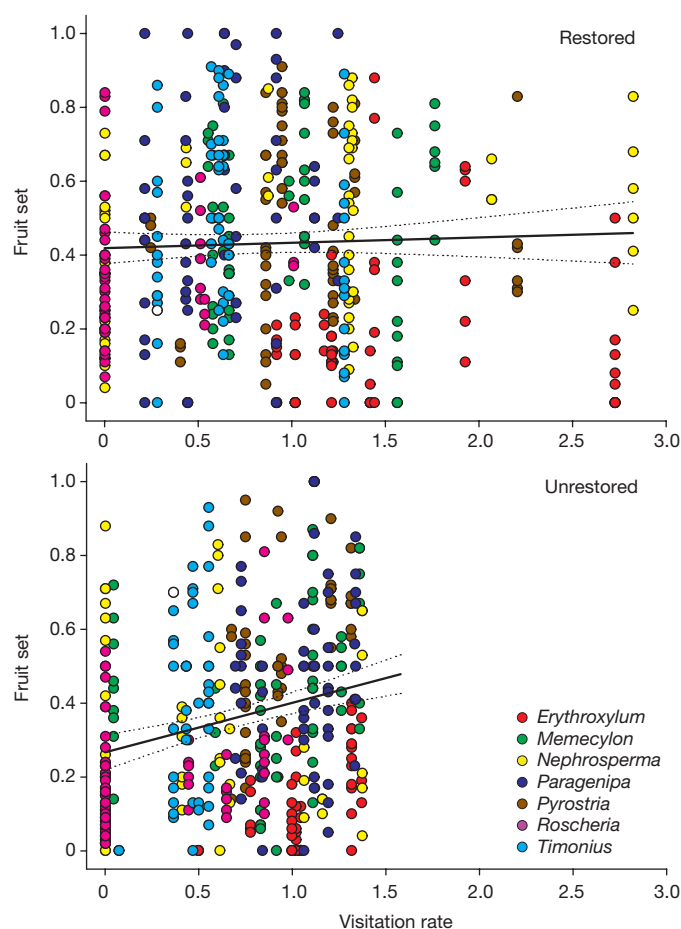 Restored
1.0
0.8
0.6
0.4
0.2
0
Fruit set
0 0.5 1.0 1.5 2.0 2.5 3.0
Unrestored
1.0
0.8
0.6
0.4
0.2
0
Fruit set
Erythroxylum
Memecylon
Nephrosperma
Paragenipa
Pyrostria
Roscheria
Timonius
0 0.5 1.0 1.5 2.0 2.5 3.0
Visitation rate